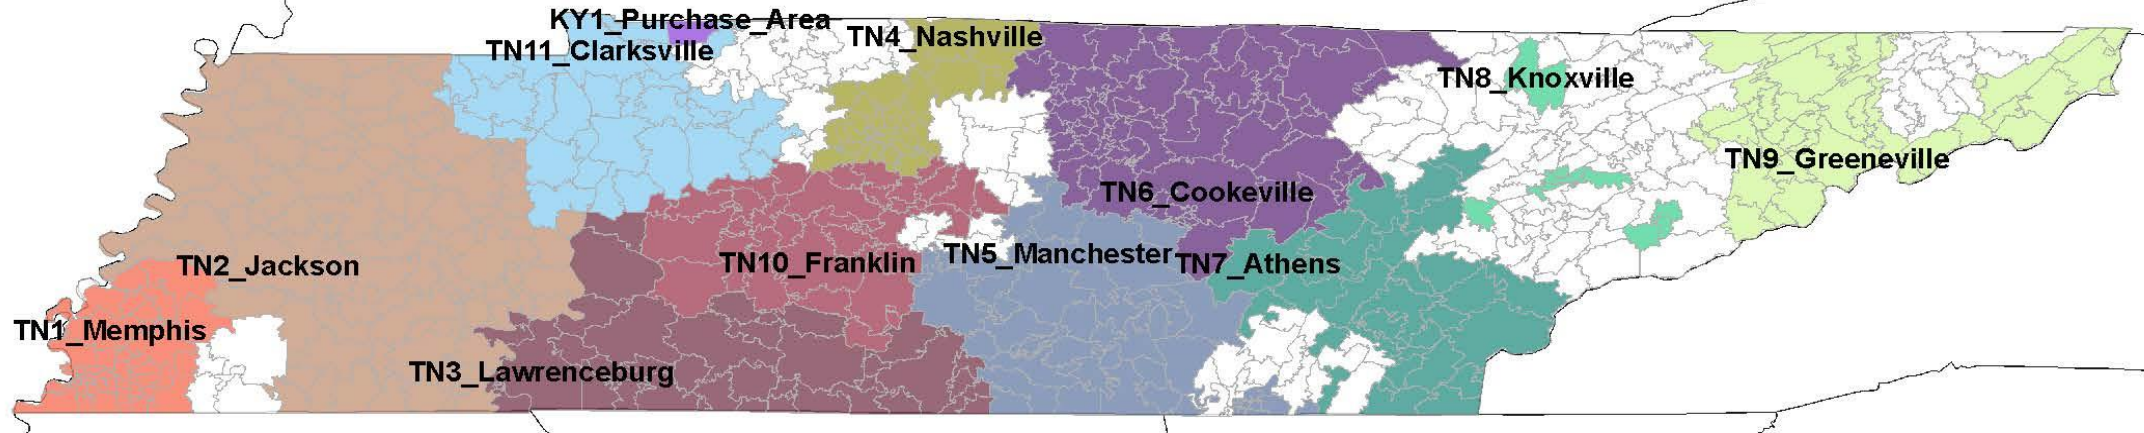 KY1_Purchase_Area
TN4_Nashville
TN11_Clarksville
TN8_Knoxville
TN9_Greeneville
TN6_Cookeville
TN5_Manchester
TN7_Athens
TN10_Franklin
TN2_Jackson
TN1_Memphis
TN3_Lawrenceburg